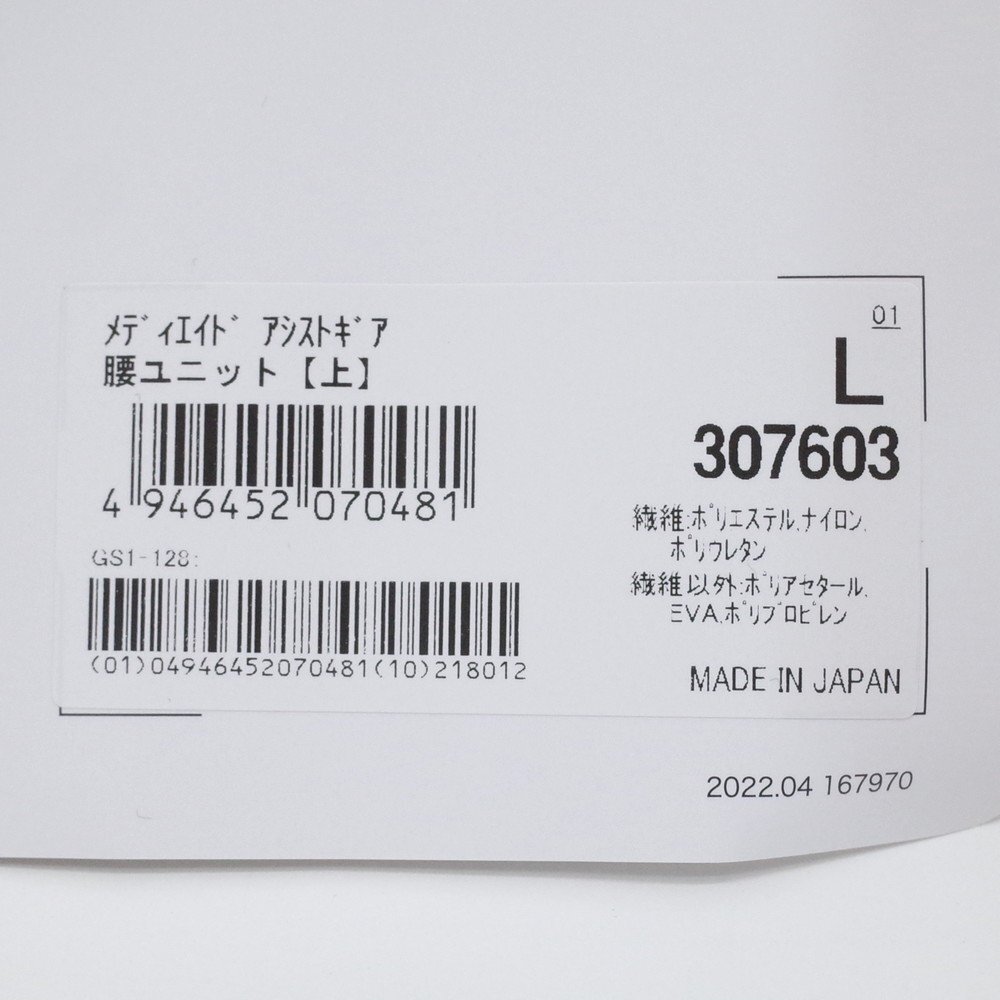 ﾒﾃﾞｨｴｲﾄﾞ ｱｼｽﾄｷﾞｱ
腰ユニット【上】
4 946452 070481
GS1-128:
(01)04946452070481(10)218012
01
L
307603
繊維:ポリエステル､ナイロン､
ポリウレタン
繊維以外:ポリアセタール､
EVA､ポリプロピレン
MADE IN JAPAN
2022.04 167970